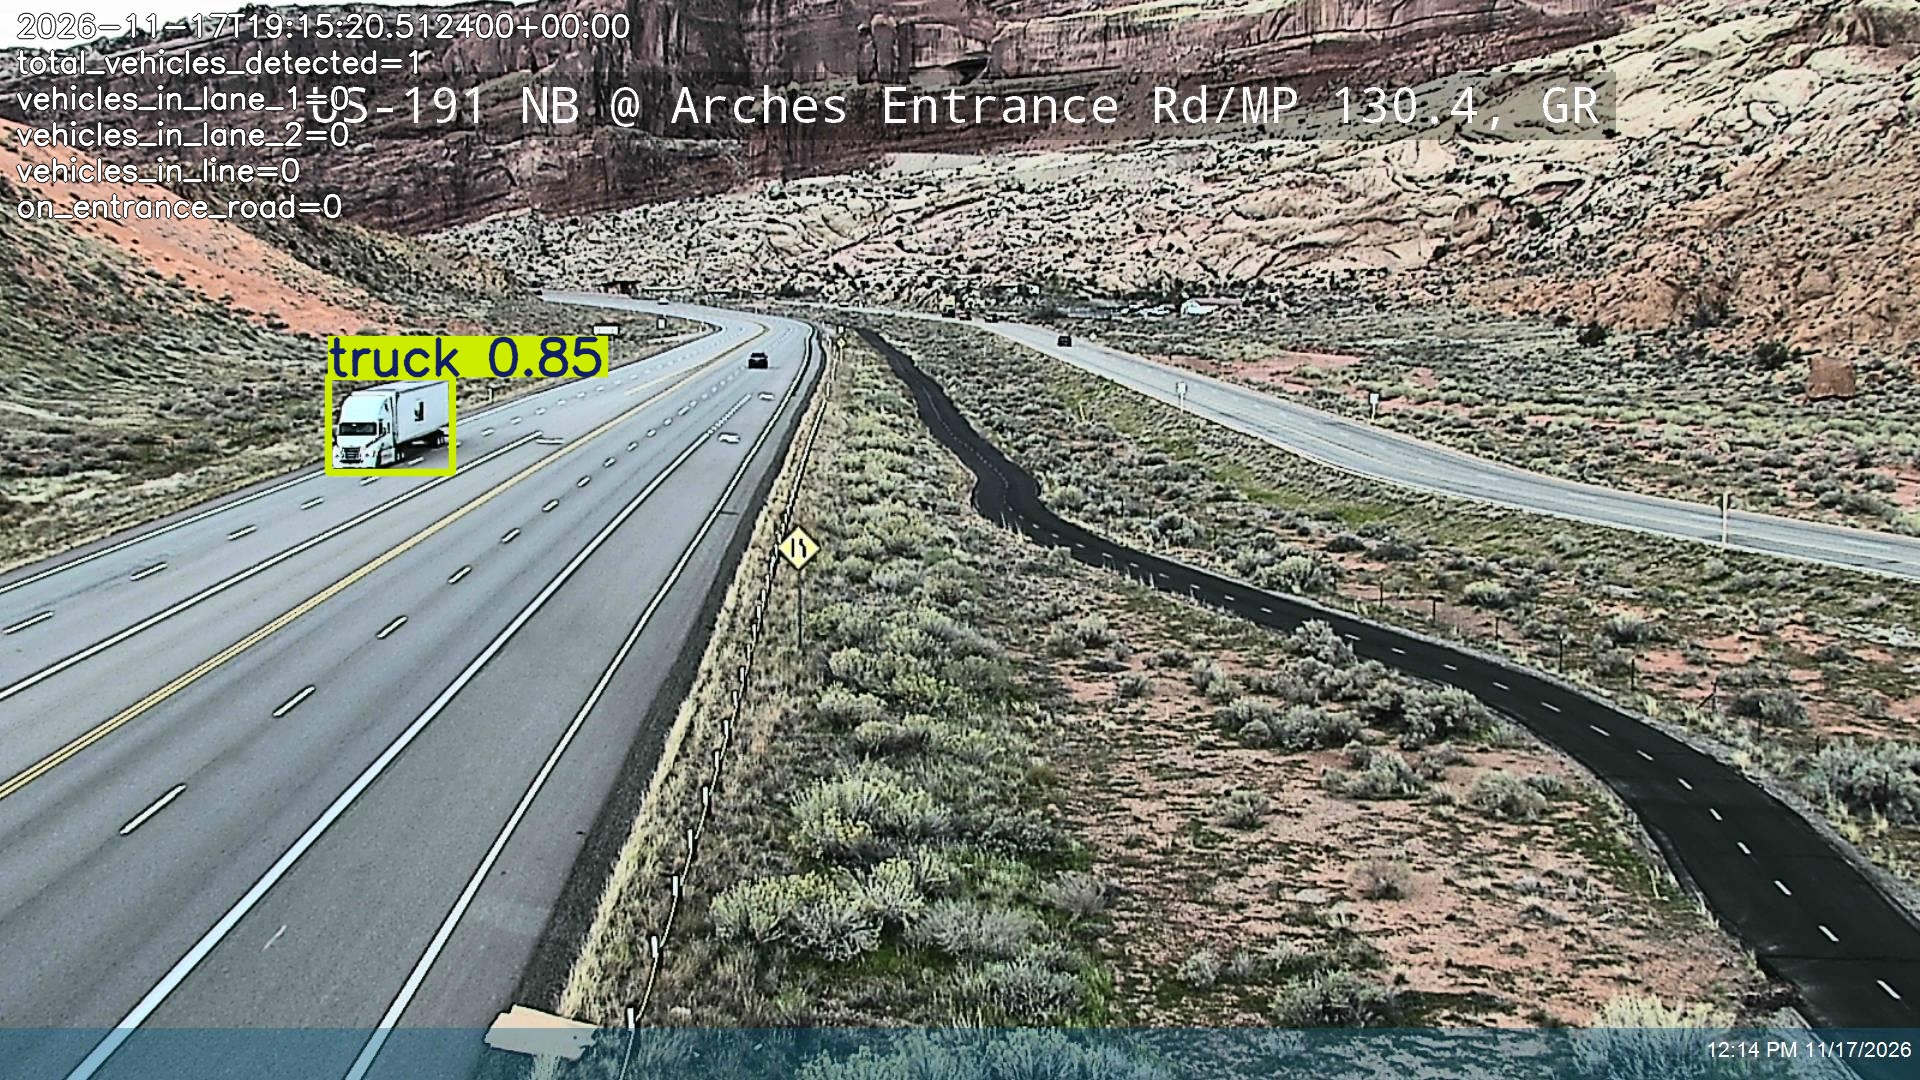 2026-11-17T19:15:20.512400+00:00
total_vehicles_detected=1
vehicles_in_lane_1=0
US-191 NB @ Arches Entrance Rd/MP 130.4, GR
vehicles_in_lane_2=0
vehicles_in_line=0
on_entrance_road=0
truck 0.85
12:14 PM 11/17/2026